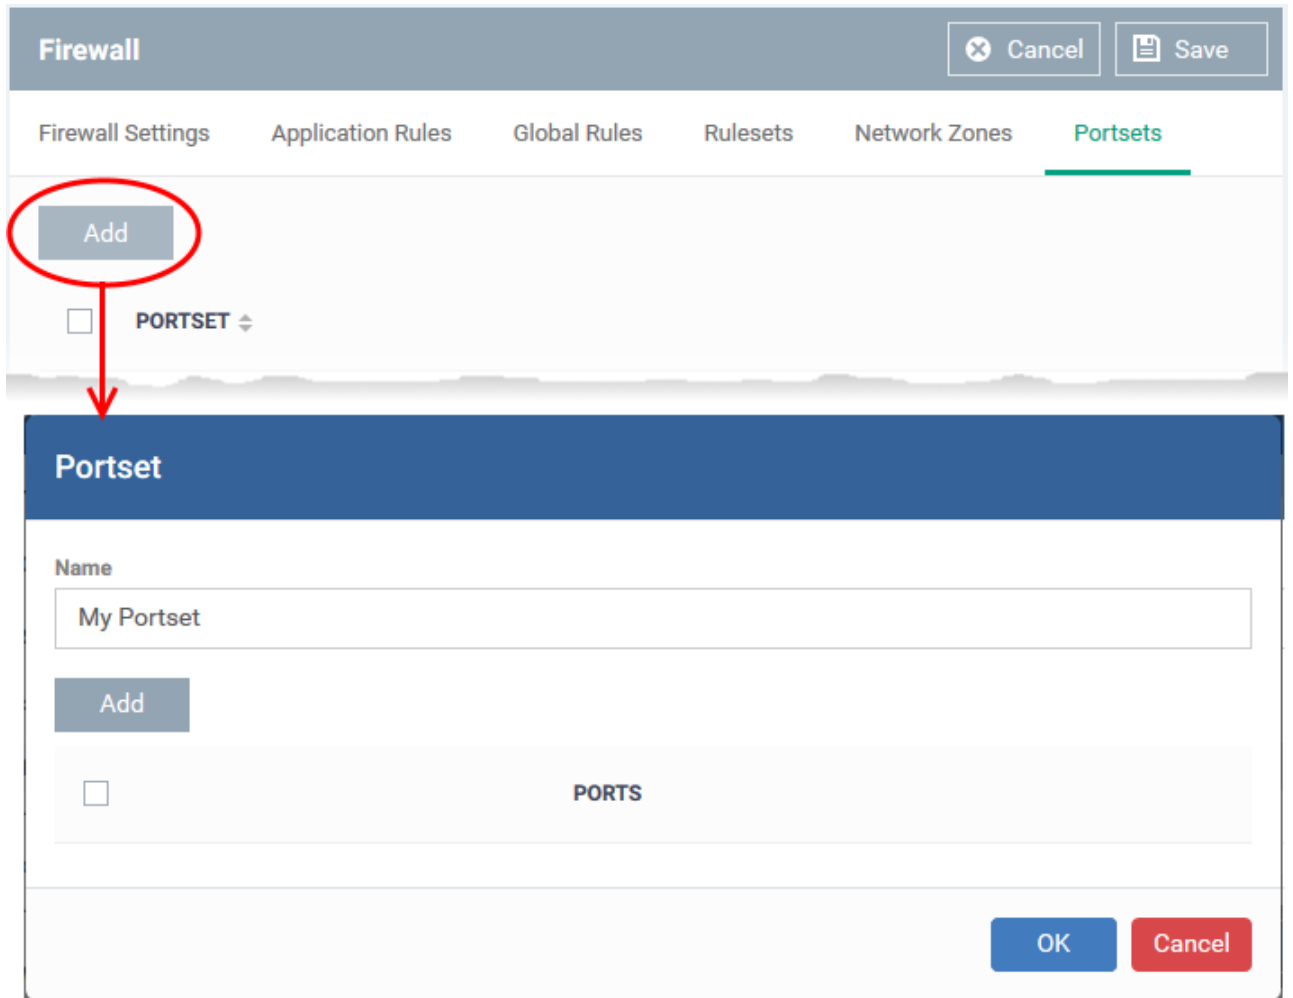 Firewall
Cancel
Save
Firewall Settings Application Rules Global Rules Rulesets Network Zones Portsets
Add
PORTSET
Portset
Name
My Portset
Add
PORTS
OK Cancel